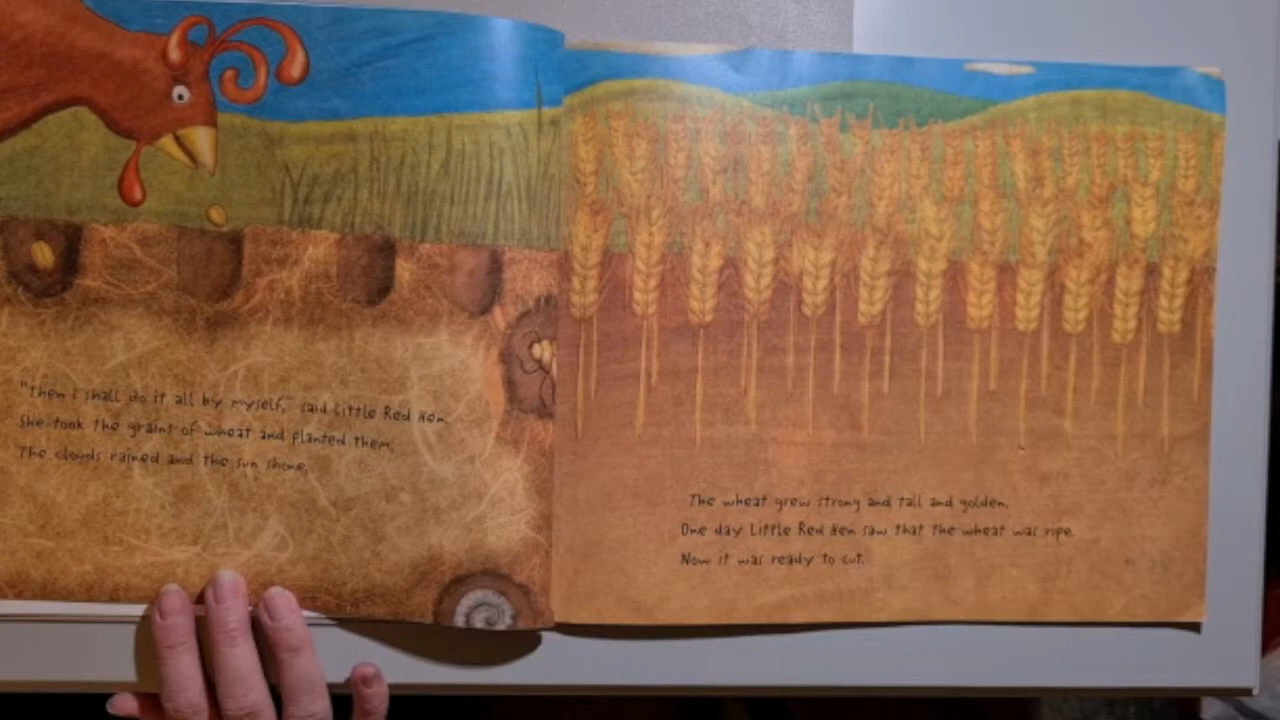 "Then I shall do it all by myself," said Little Red Hen.
She took the grains of wheat and planted them.
The clouds rained and the sun shone.
The wheat grew strong and tall and golden.
One day Little Red Hen saw that the wheat was ripe.
Now it was ready to cut.